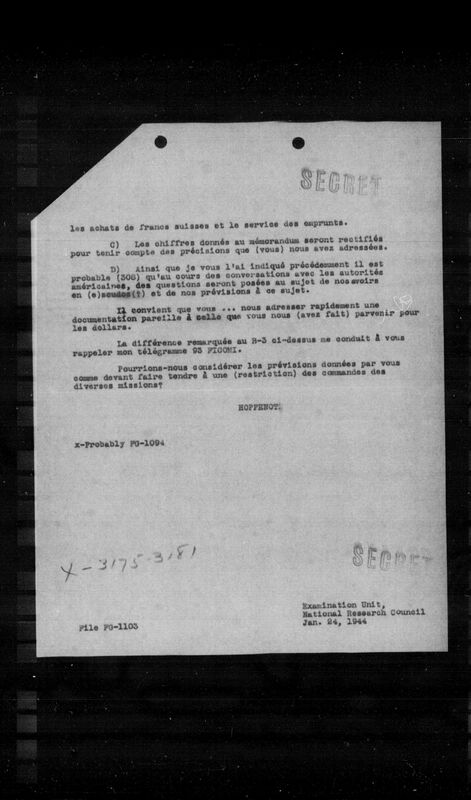 SECRET
les achats de francs suisses et le service des emprunts.
C) Les chiffres donnés au mémorandum seront rectifiés
pour tenir compte des précisions que (vous) nous avez adressées.
D) Ainsi que je vous l'ai indiqué précédemment il est
probable (308) qu'au cours des conversations avec les autorités
américaines, des questions seront posées au sujet de nos avoirs
en (e)scudos(?) et de nos prévisions à ce sujet.
Il convient que vous ... nous adresser rapidement une
documentation pareille à celle que vous nous (avez fait) parvenir pour
les dollars.
La différence remarquée au B-3 ci-dessus me conduit à vous
rappeler mon télégramme 93 FIGOMI.
Pourrions-nous considérer les prévisions données par vous
comme devant faire tendre à une (restriction) des commandes des
diverses missions?
HOPPENOT.
x-Probably FG-1094
X-3175-3,81
SECRET
Examination Unit,
National Research Council
Jan. 24, 1944
File FG-1103